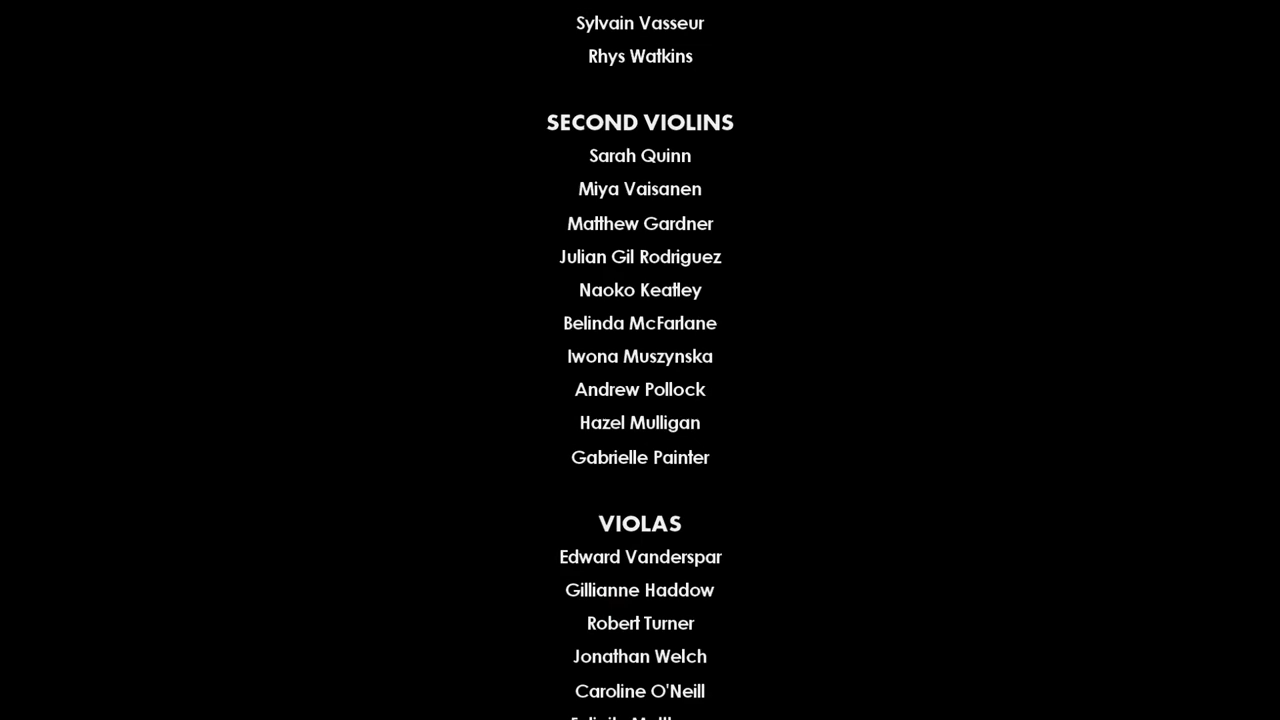 Sylvain Vasseur
Rhys Watkins
SECOND VIOLINS
Sarah Quinn
Miya Vaisanen
Matthew Gardner
Julian Gil Rodriguez
Naoko Keatley
Belinda McFarlane
Iwona Muszynska
Andrew Pollock
Hazel Mulligan
Gabrielle Painter
VIOLAS
Edward Vanderspar
Gillianne Haddow
Robert Turner
Jonathan Welch
Caroline O'Neill